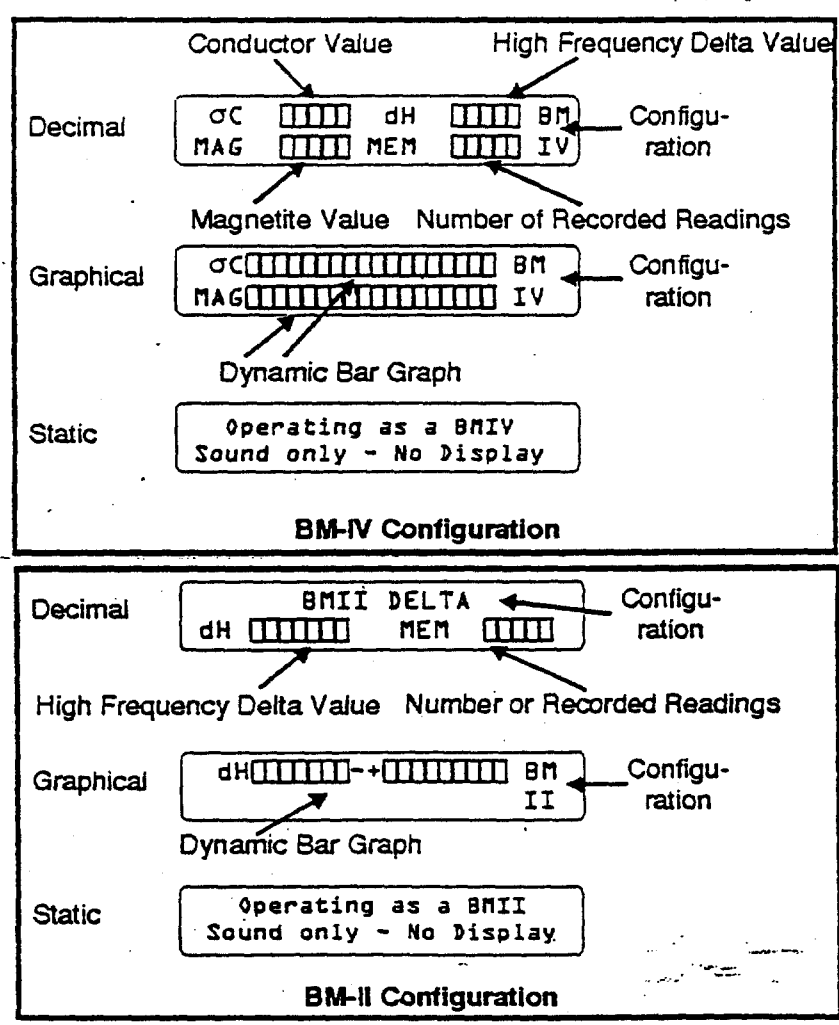 Conductor Value High Frequency Delta Value
Decimal σC dH BM Configu-
MAG MEM IV ration
Magnetite Value Number of Recorded Readings
Graphical σC BM Configu-
MAG IV ration
Dynamic Bar Graph
Static Operating as a BMIV
Sound only - No Display
BM-IV Configuration
Decimal BMII DELTA Configu-
dH MEM ration
High Frequency Delta Value Number or Recorded Readings
Graphical dH -+ BM Configu-
II ration
Dynamic Bar Graph
Static Operating as a BMII
Sound only - No Display
BM-II Configuration